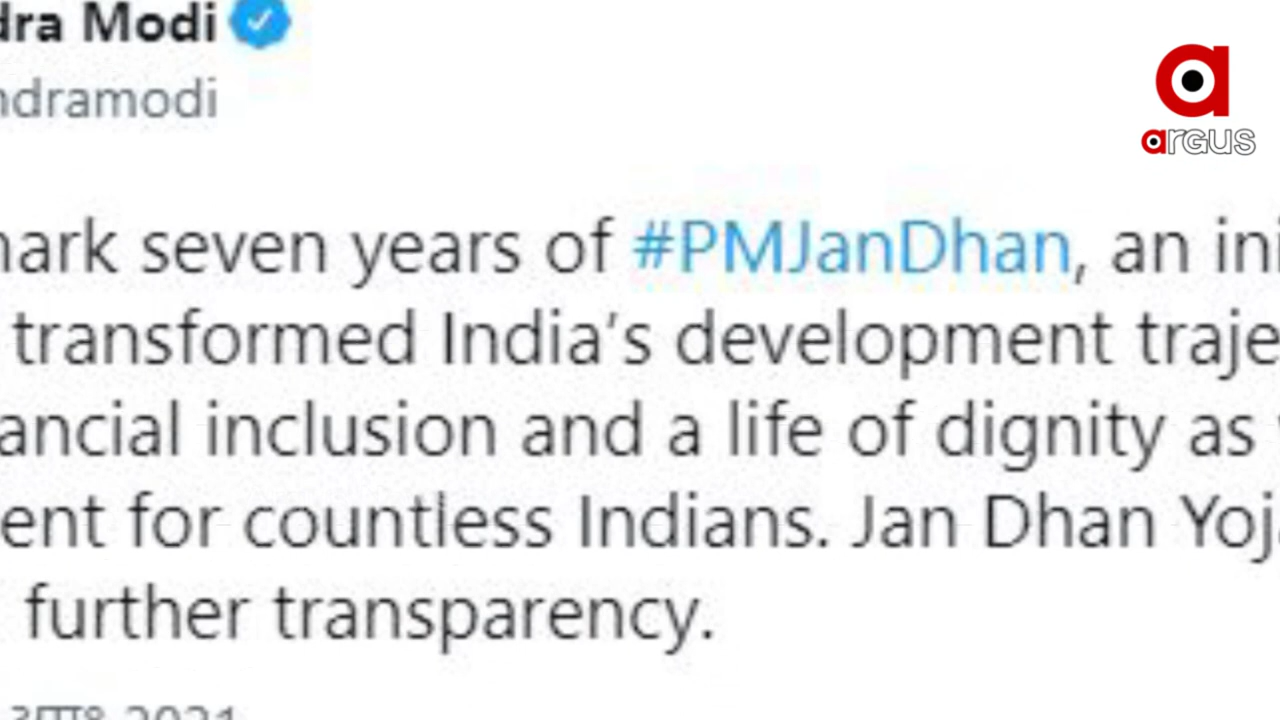 dra Modi
ndramodi
argus
nark seven years of #PMJanDhan, an ini
transformed India's development traje
ancial inclusion and a life of dignity as
ent for countless Indians. Jan Dhan Yoj
further transparency.
2021